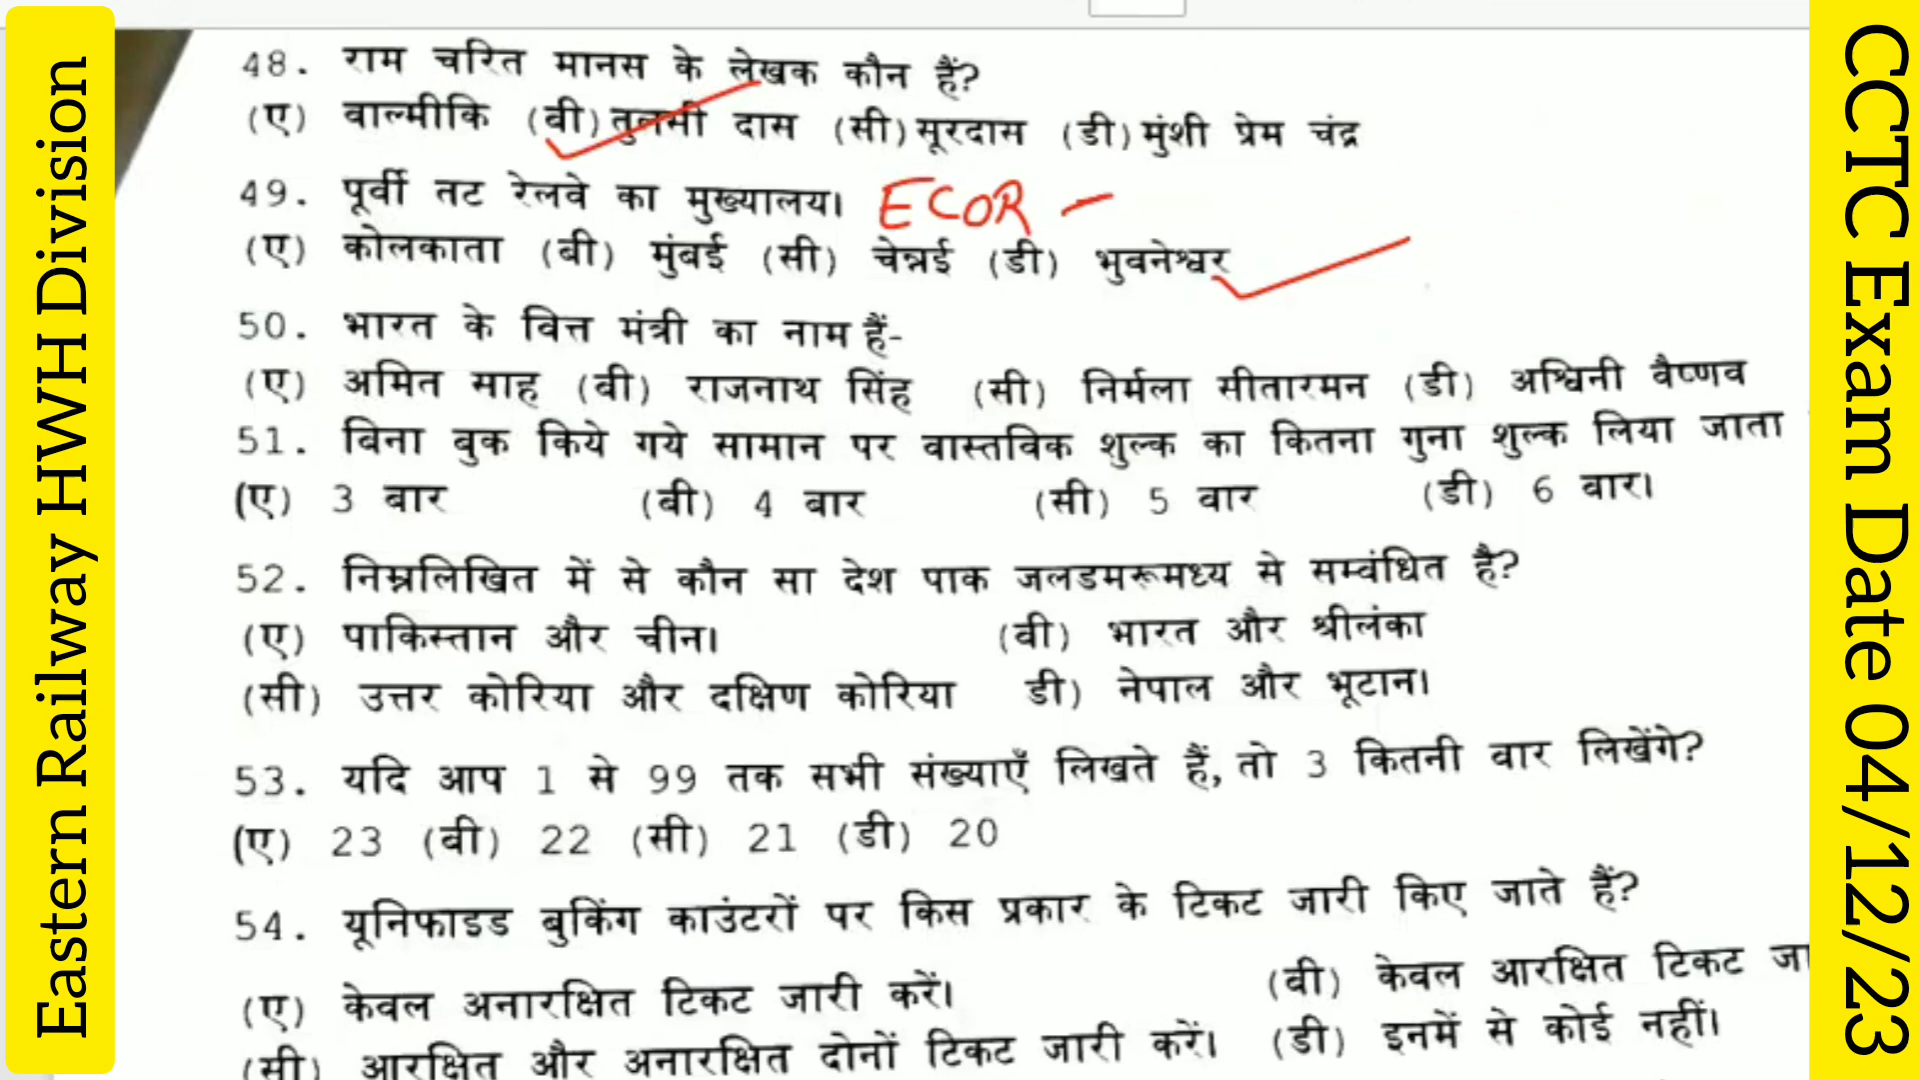 Eastern Railway HWH Division
48. राम चरित मानस के लेखक कौन हैं?
(ए) वाल्मीकि (बी) तुलसी दास (सी) सूरदास (डी) मुंशी प्रेम चंद्र
49. पूर्वी तट रेलवे का मुख्यालय। ECOR -
(ए) कोलकाता (बी) मुंबई (सी) चेन्नई (डी) भुवनेश्वर
50. भारत के वित्त मंत्री का नाम हैं-
(ए) अमित साह (बी) राजनाथ सिंह (सी) निर्मला सीतारमन (डी) अश्विनी वैष्णव
51. बिना बुक किये गये सामान पर वास्तविक शुल्क का कितना गुना शुल्क लिया जाता
(ए) 3 बार (बी) 4 बार (सी) 5 वार (डी) 6 वार।
52. निम्नलिखित में से कौन सा देश पाक जलडमरूमध्य से सम्वंधित है?
(ए) पाकिस्तान और चीन। (बी) भारत और श्रीलंका
(सी) उत्तर कोरिया और दक्षिण कोरिया डी) नेपाल और भूटान।
53. यदि आप 1 से 99 तक सभी संख्याएँ लिखते हैं, तो 3 कितनी वार लिखेंगे?
(ए) 23 (बी) 22 (सी) 21 (डी) 20
54. यूनिफाइड बुकिंग काउंटरों पर किस प्रकार के टिकट जारी किए जाते हैं?
(ए) केवल अनारक्षित टिकट जारी करें। (बी) केवल आरक्षित टिकट
(सी) आरक्षित और अनारक्षित दोनों टिकट जारी करें। (डी) इनमें से कोई नहीं।
CCTC Exam Date 04/12/23